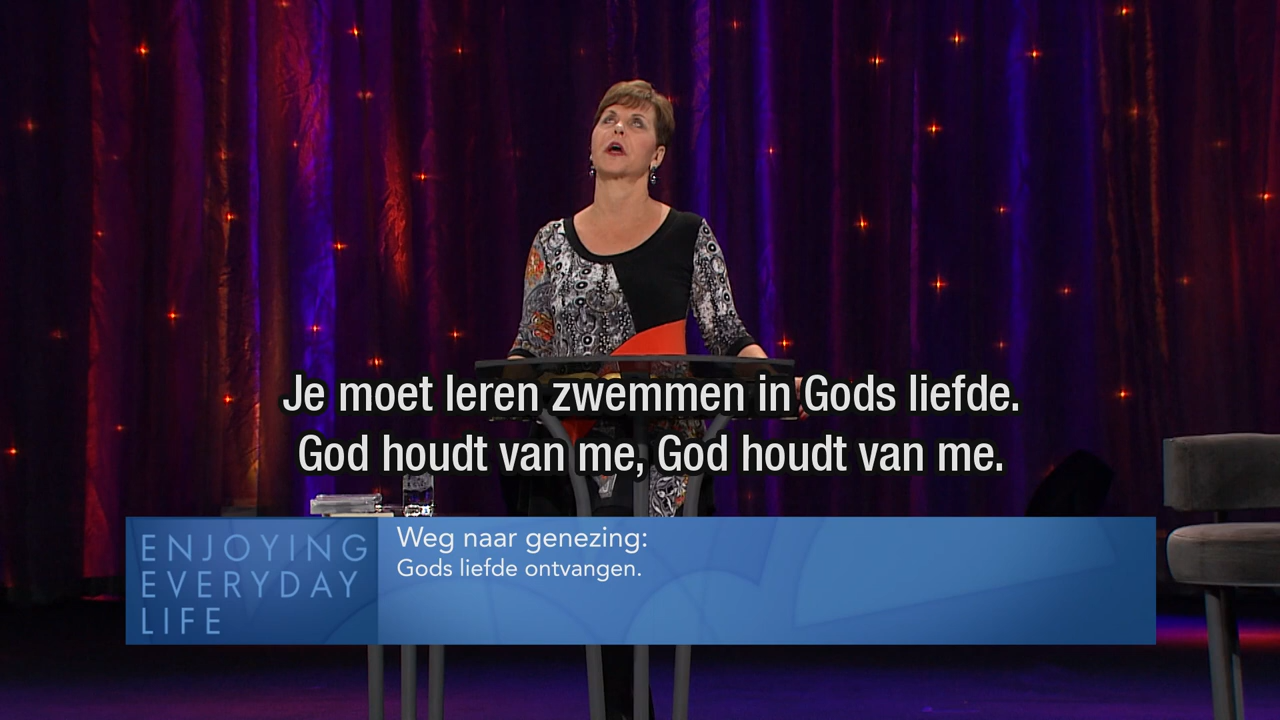 Je moet leren zwemmen in Gods liefde.
God houdt van me, God houdt van me.
ENJOYING
EVERYDAY
LIFE
Weg naar genezing:
Gods liefde ontvangen.